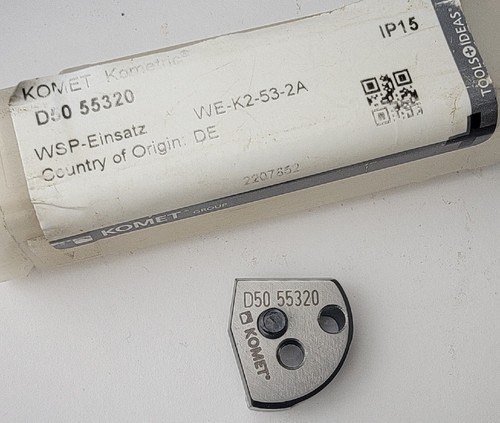 IP15
KOMET Kometrics
D50 55320
WSP-Einsatz
WE-K2-53-2A
Country of Origin: DE
2207852
KOMET GROUP
TOOLS+IDEAS
D50 55320
KOMET®